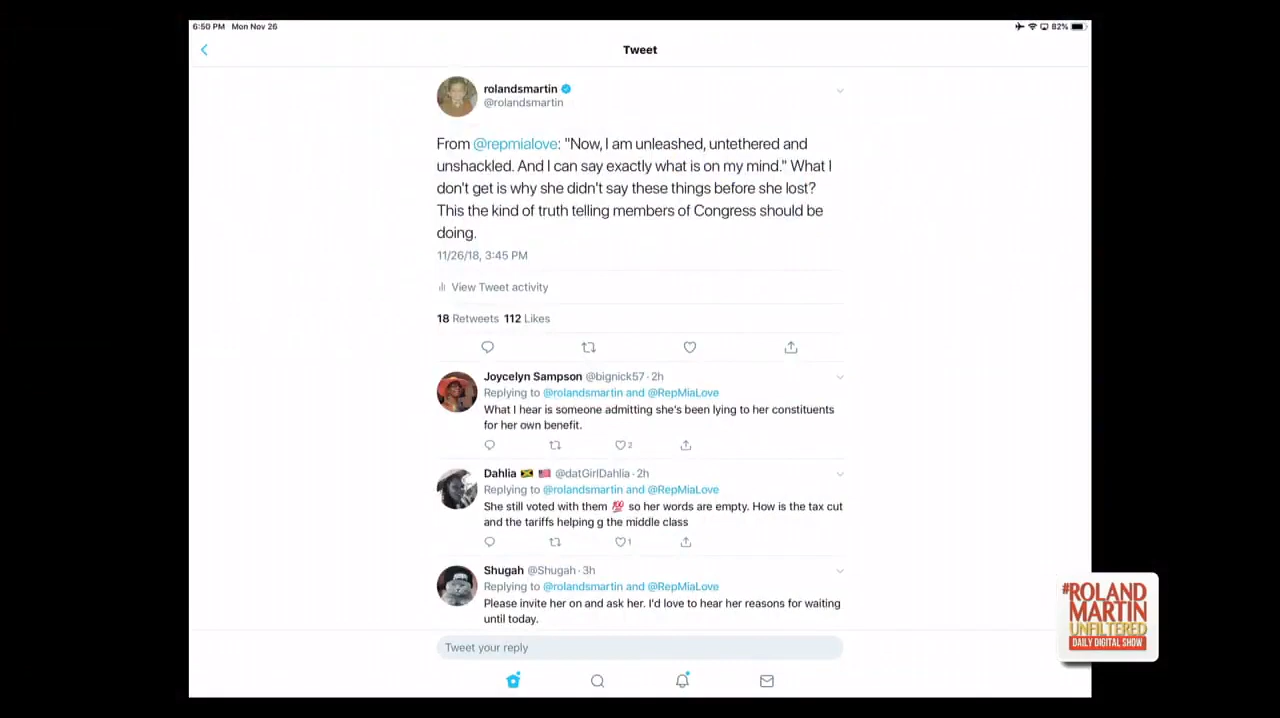 6:50 PM Mon Nov 26
82%
Tweet
rolandsmartin
@rolandsmartin
From @repmialove: "Now, I am unleashed, untethered and
unshackled. And I can say exactly what is on my mind." What I
don't get is why she didn't say these things before she lost?
This the kind of truth telling members of Congress should be
doing.
11/26/18, 3:45 PM
View Tweet activity
18 Retweets 112 Likes
Joycelyn Sampson @bignick57 · 2h
Replying to @rolandsmartin and @RepMiaLove
What I hear is someone admitting she's been lying to her constituents
for her own benefit.
2
Dahlia 🇯🇲 🇺🇸 @datGirlDahlia · 2h
Replying to @rolandsmartin and @RepMiaLove
She still voted with them 💯 so her words are empty. How is the tax cut
and the tariffs helping g the middle class
1
Shugah @Shugah · 3h
Replying to @rolandsmartin and @RepMiaLove
Please invite her on and ask her. I'd love to hear her reasons for waiting
until today.
Tweet your reply
#ROLAND
MARTIN
UNFILTERED
DAILY DIGITAL SHOW